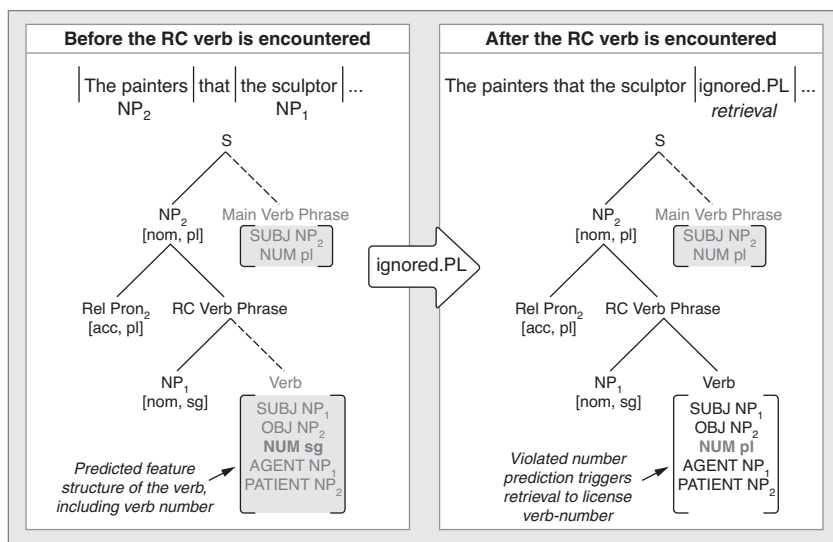 Before the RC verb is encountered
The painters that the sculptor ...
NP2 NP1
S
NP2 Main Verb Phrase
[nom, pl] SUBJ NP2
NUM pl
Rel Pron2 RC Verb Phrase
[acc, pl]
NP1 Verb
[nom, sg]
SUBJ NP1
OBJ NP2
NUM sg
AGENT NP1
PATIENT NP2
Predicted feature
structure of the verb,
including verb number
ignored.PL
After the RC verb is encountered
The painters that the sculptor ignored.PL ...
retrieval
S
NP2 Main Verb Phrase
[nom, pl] SUBJ NP2
NUM pl
Rel Pron2 RC Verb Phrase
[acc, pl]
NP1 Verb
[nom, sg]
SUBJ NP1
OBJ NP2
NUM pl
AGENT NP1
PATIENT NP2
Violated number
prediction triggers
retrieval to license
verb-number